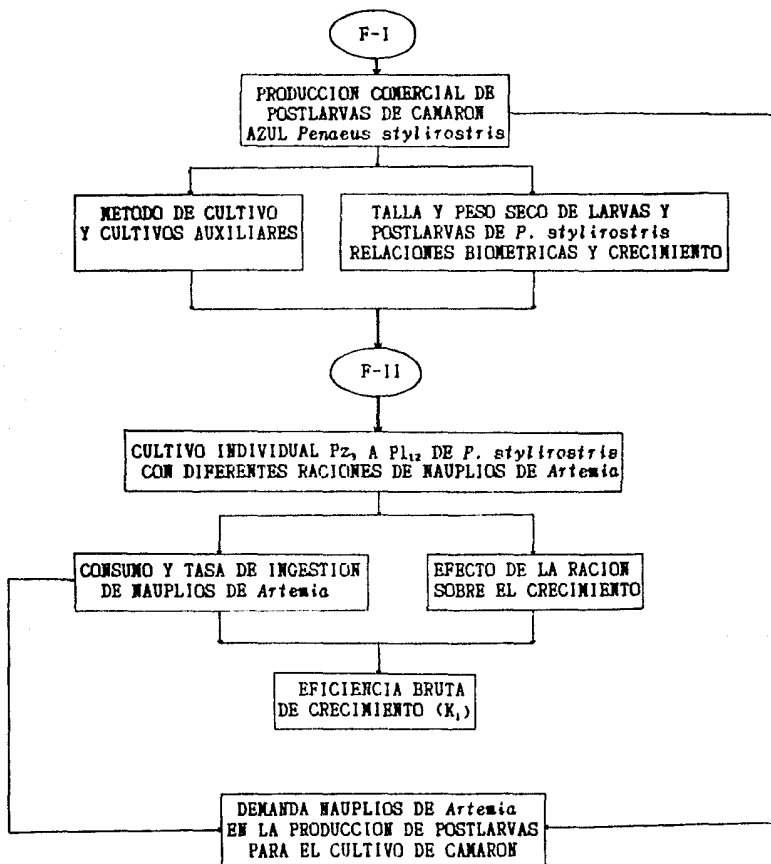 F-I
PRODUCCION COMERCIAL DE
POSTLARVAS DE CAMARON
AZUL Penaeus stylirostris
METODO DE CULTIVO
Y CULTIVOS AUXILIARES
TALLA Y PESO SECO DE LARVAS Y
POSTLARVAS DE P. stylirostris
RELACIONES BIOMETRICAS Y CRECIMIENTO
F-II
CULTIVO INDIVIDUAL Pz₃ A Pl₁₂ DE P. stylirostris
CON DIFERENTES RACIONES DE NAUPLIOS DE Artemia
CONSUMO Y TASA DE INGESTION
DE NAUPLIOS DE Artemia
EFECTO DE LA RACION
SOBRE EL CRECIMIENTO
EFICIENCIA BRUTA
DE CRECIMIENTO (K₁)
DEMANDA NAUPLIOS DE Artemia
EN LA PRODUCCION DE POSTLARVAS
PARA EL CULTIVO DE CAMARON